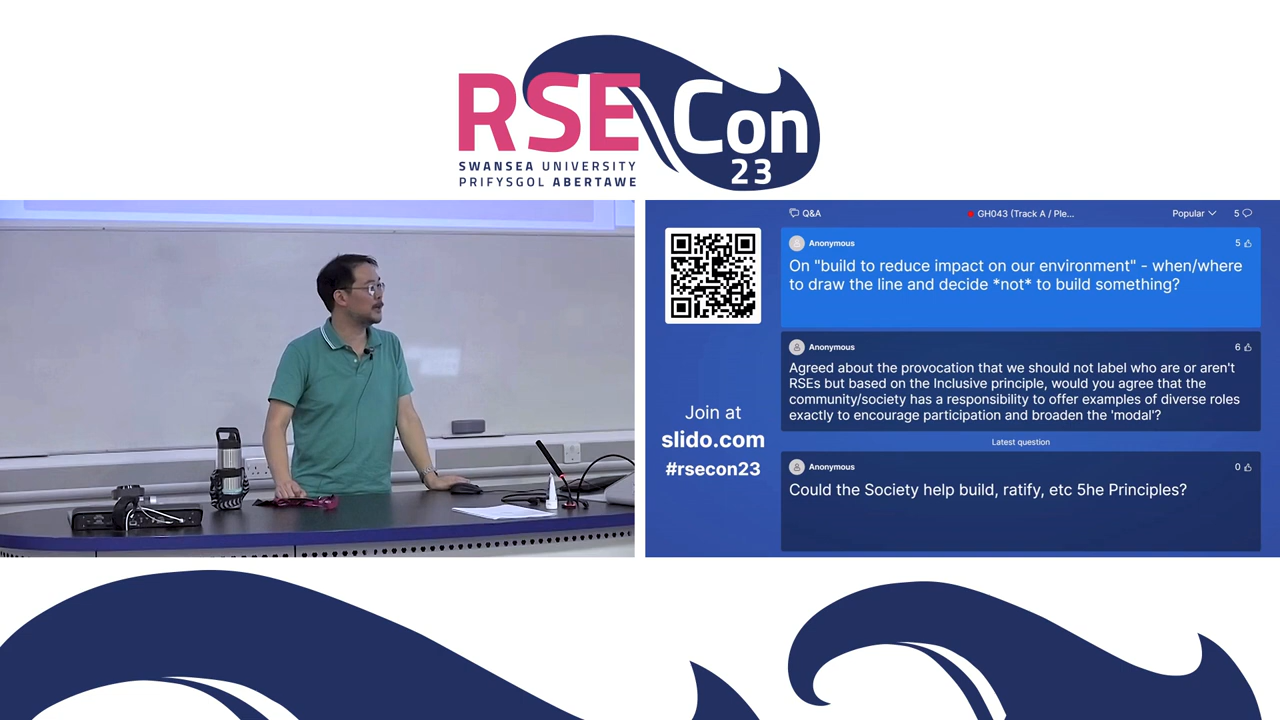 RSE Con
SWANSEA UNIVERSITY
PRIFYSGOL ABERTAWE
23
Q&A
GH043 (Track A / Ple...
Popular
5
Anonymous
5
On "build to reduce impact on our environment" - when/where
to draw the line and decide *not* to build something?
Anonymous
6
Agreed about the provocation that we should not label who are or aren't
RSEs but based on the Inclusive principle, would you agree that the
community/society has a responsibility to offer examples of diverse roles
exactly to encourage participation and broaden the 'modal'?
Latest question
Anonymous
0
Could the Society help build, ratify, etc 5he Principles?
Join at
slido.com
#rsecon23